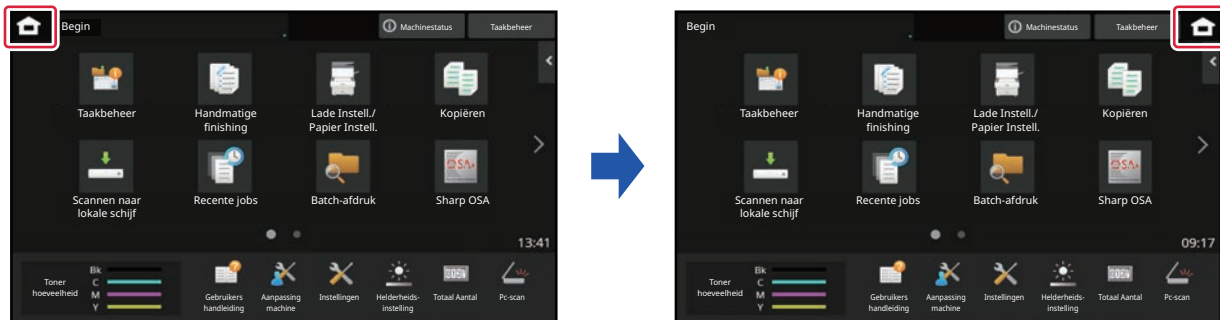 Begin
Machinestatus
Taakbeheer
Taakbeheer
Handmatige
finishing
Lade Instell./
Papier Instell.
Kopiëren
OSA
Scannen naar
lokale schijf
Recente jobs
Batch-afdruk
Sharp OSA
13:41
Toner
hoeveelheid
Bk
C
M
Y
Gebruikers
handleiding
Aanpassing
machine
Instellingen
Helderheids-
instelling
Totaal Aantal
Pc-scan
Begin
Machinestatus
Taakbeheer
Taakbeheer
Handmatige
finishing
Lade Instell./
Papier Instell.
Kopiëren
OSA
Scannen naar
lokale schijf
Recente jobs
Batch-afdruk
Sharp OSA
09:17
Toner
hoeveelheid
Bk
C
M
Y
Gebruikers
handleiding
Aanpassing
machine
Instellingen
Helderheids-
instelling
Totaal Aantal
Pc-scan